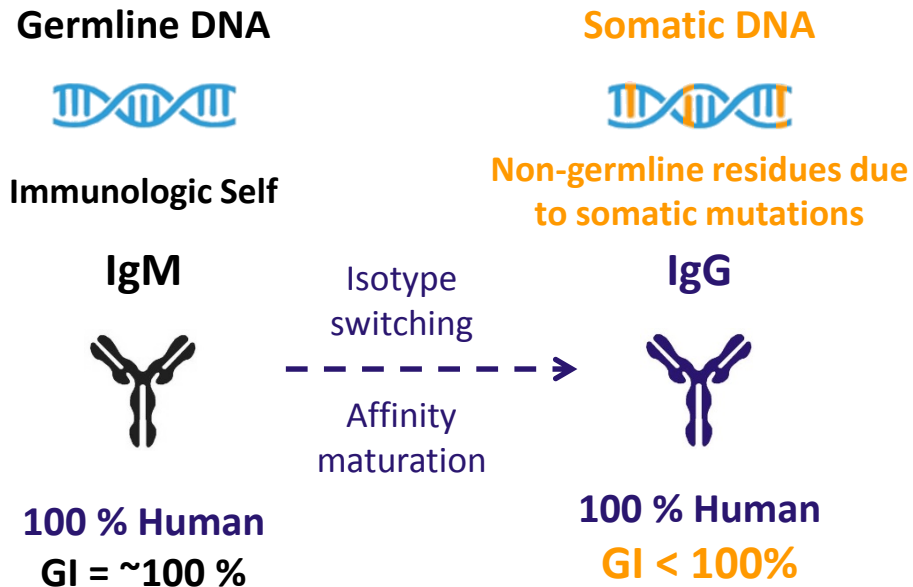 Germline DNA
Somatic DNA
Immunologic Self
Non-germline residues due
to somatic mutations
IgM
Isotype
switching
IgG
Affinity
maturation
100 % Human
GI = ~100 %
100 % Human
GI < 100%